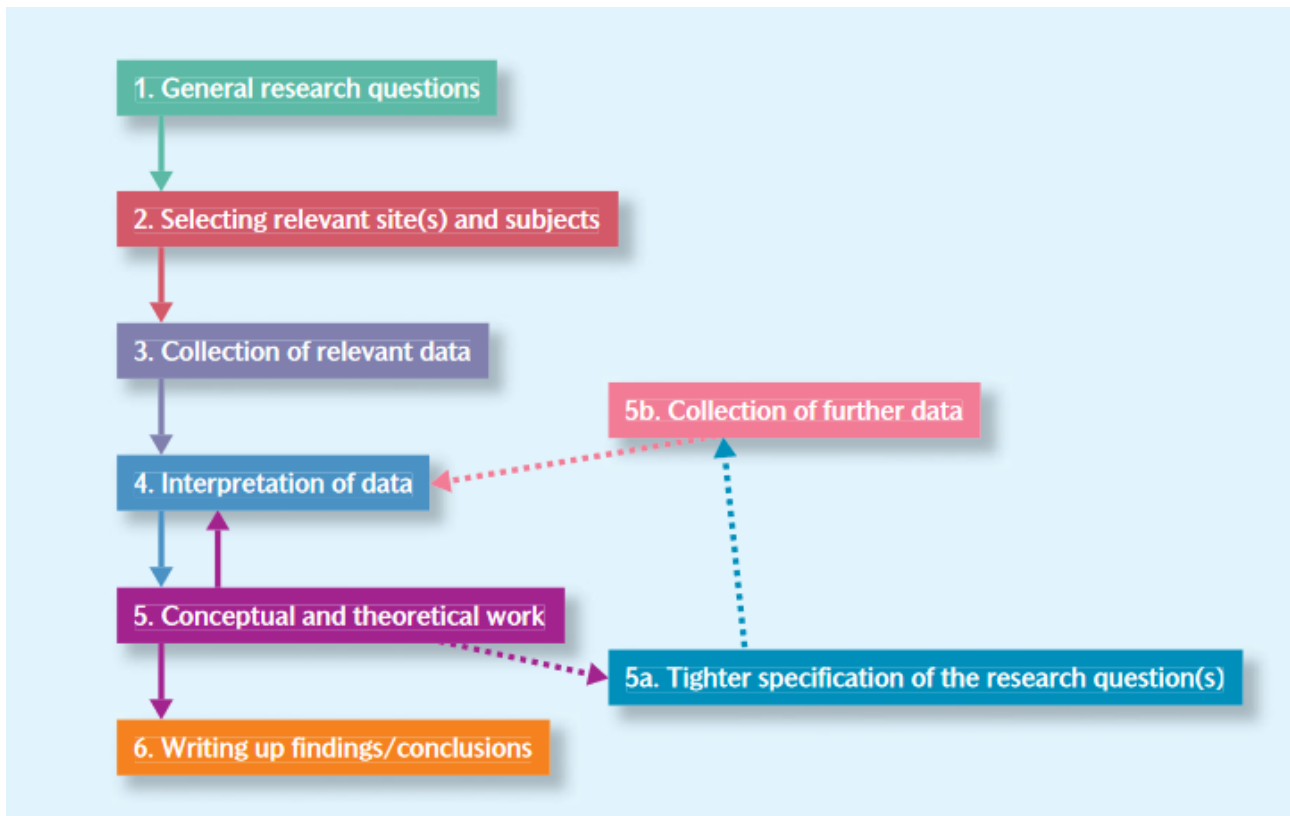 1. General research questions
2. Selecting relevant site(s) and subjects
3. Collection of relevant data
5b. Collection of further data
4. Interpretation of data
5. Conceptual and theoretical work
5a. Tighter specification of the research question(s)
6. Writing up findings/conclusions